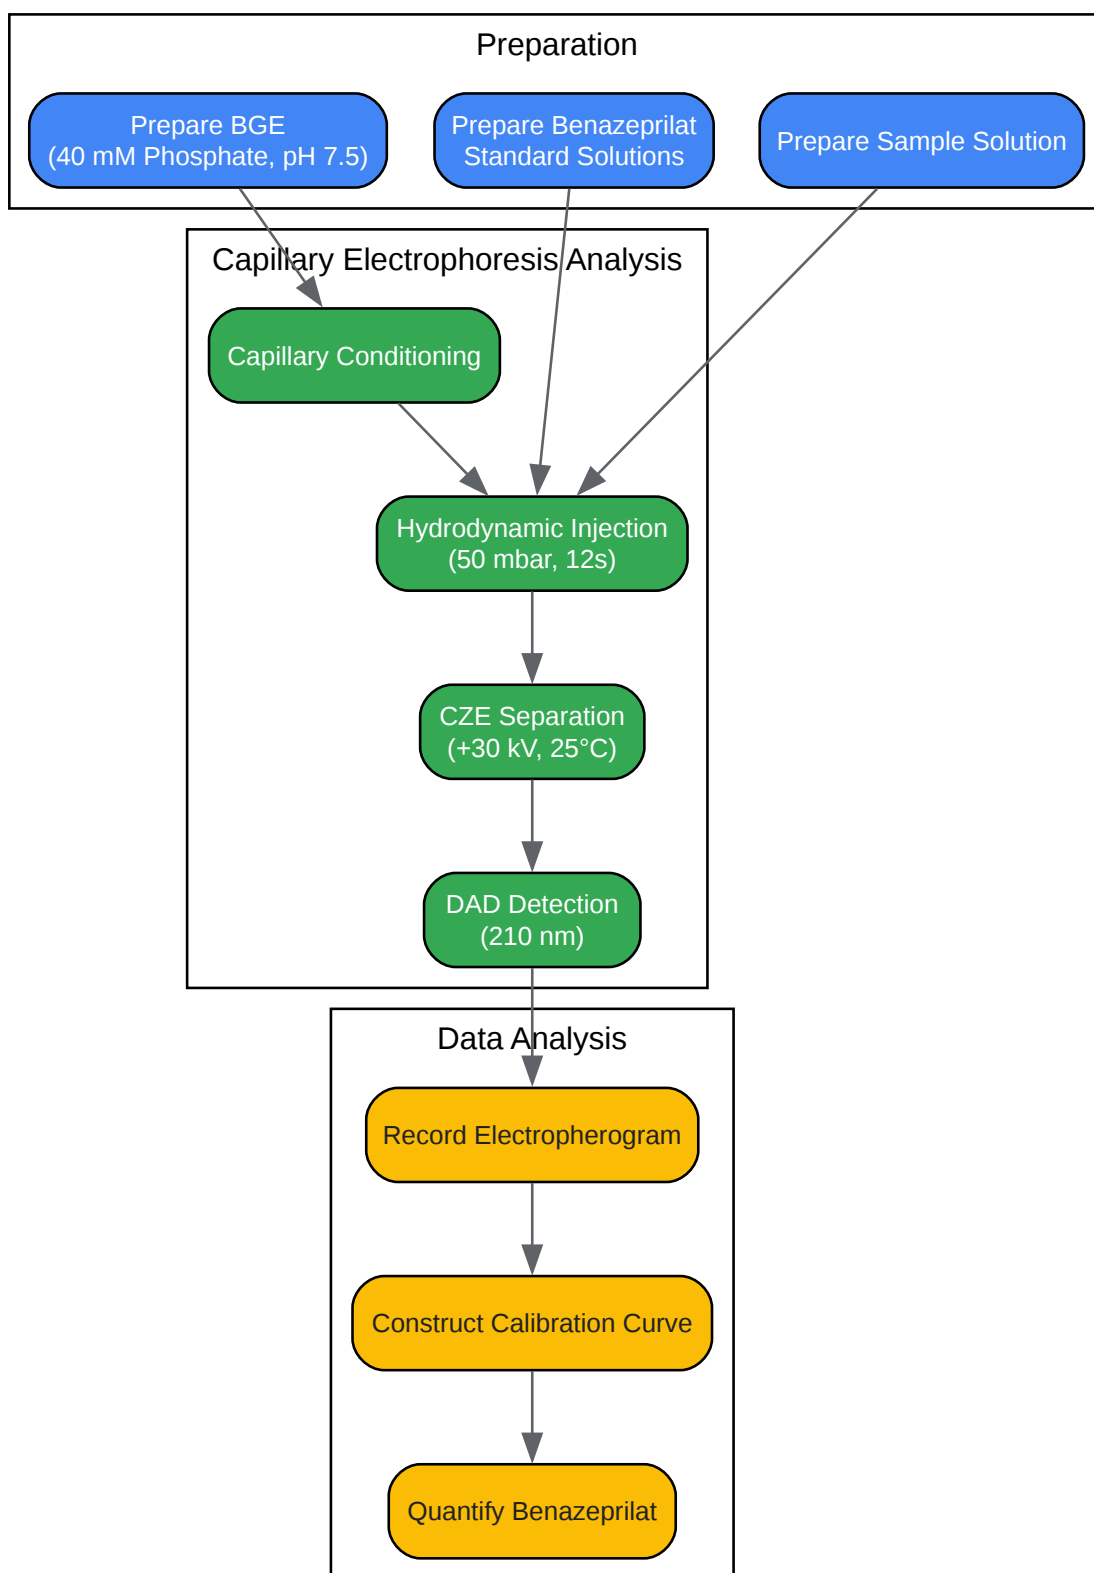 Preparation
Prepare BGE
(40 mM Phosphate, pH 7.5)
Prepare Benazeprilat
Standard Solutions
Prepare Sample Solution
Capillary Electrophoresis Analysis
Capillary Conditioning
Hydrodynamic Injection
(50 mbar, 12s)
CZE Separation
(+30 kV, 25°C)
DAD Detection
(210 nm)
Data Analysis
Record Electropherogram
Construct Calibration Curve
Quantify Benazeprilat